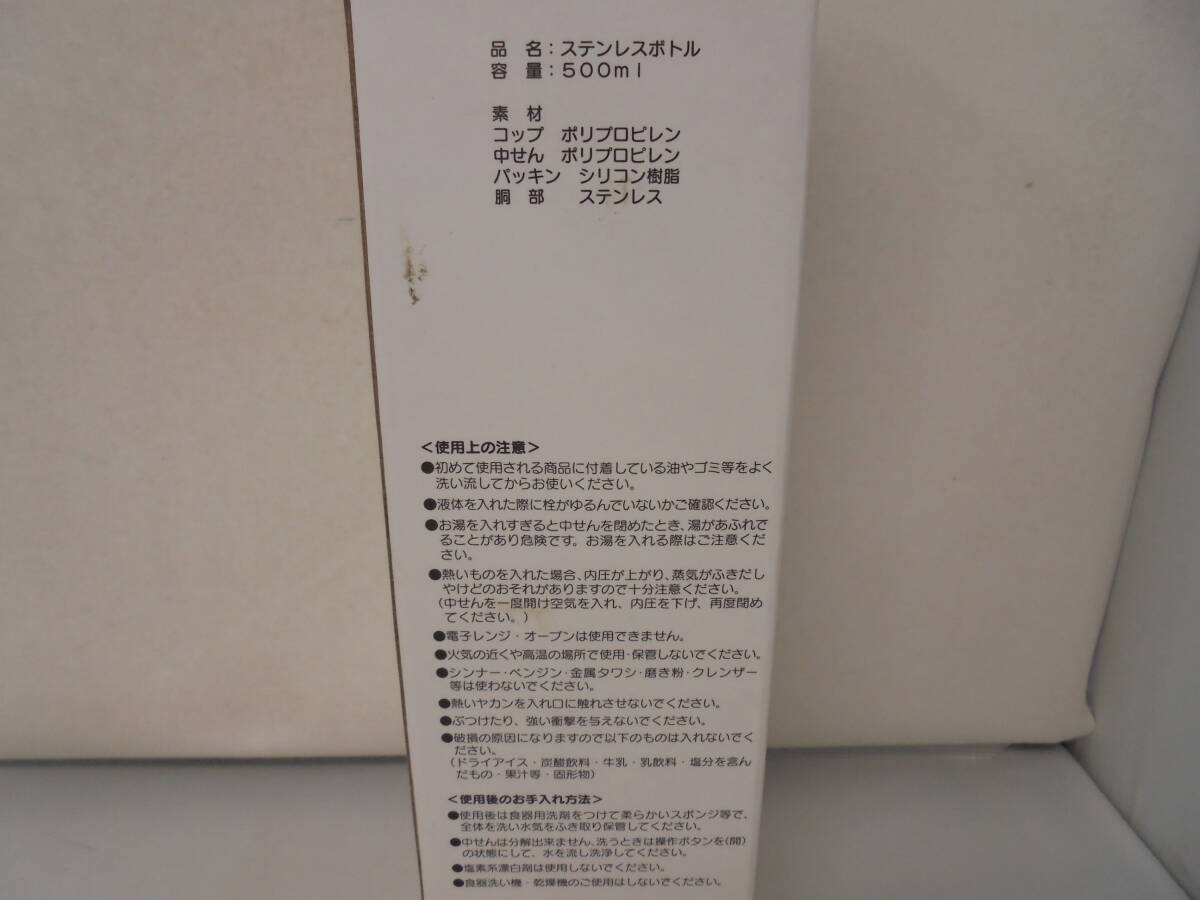 品　名：ステンレスボトル
容　量：５００ｍｌ
素　材
コップ　ポリプロピレン
中せん　ポリプロピレン
パッキン　シリコン樹脂
胴　部　　ステンレス
＜使用上の注意＞
●初めて使用される商品に付着している油やゴミ等をよく
洗い流してからお使いください。
●液体を入れた際に栓がゆるんでいないかご確認ください。
●お湯を入れすぎると中せんを閉めたとき、湯があふれで
ることがあり危険です。お湯を入れる際はご注意くだ
さい。
●熱いものを入れた場合、内圧が上がり、蒸気がふきだし
やけどのおそれがありますので十分注意ください。
（中せんを一度開け空気を入れ、内圧を下げ、再度閉め
てください。）
●電子レンジ・オーブンは使用できません。
●火気の近くや高温の場所で使用・保管しないでください。
●シンナー・ベンジン・金属タワシ・磨き粉・クレンザー
等は使わないでください。
●熱いヤカンを入れ口に触れさせないでください。
●ぶつけたり、強い衝撃を与えないでください。
●破損の原因になりますので以下のものは入れないでく
ださい。
（ドライアイス・炭酸飲料・牛乳・乳飲料・塩分を含ん
だもの・果汁等・固形物）
＜使用後のお手入れ方法＞
●使用後は食器用洗剤をつけて柔らかいスポンジ等で、
全体を洗い水気をふき取り保管してください。
●中せんは分解出来ません、洗うときは操作ボタンを（開）
の状態にして、水を流し洗浄してください。
●塩素系漂白剤は使用しないでください。
●食器洗い機・乾燥機のご使用はしないでください。